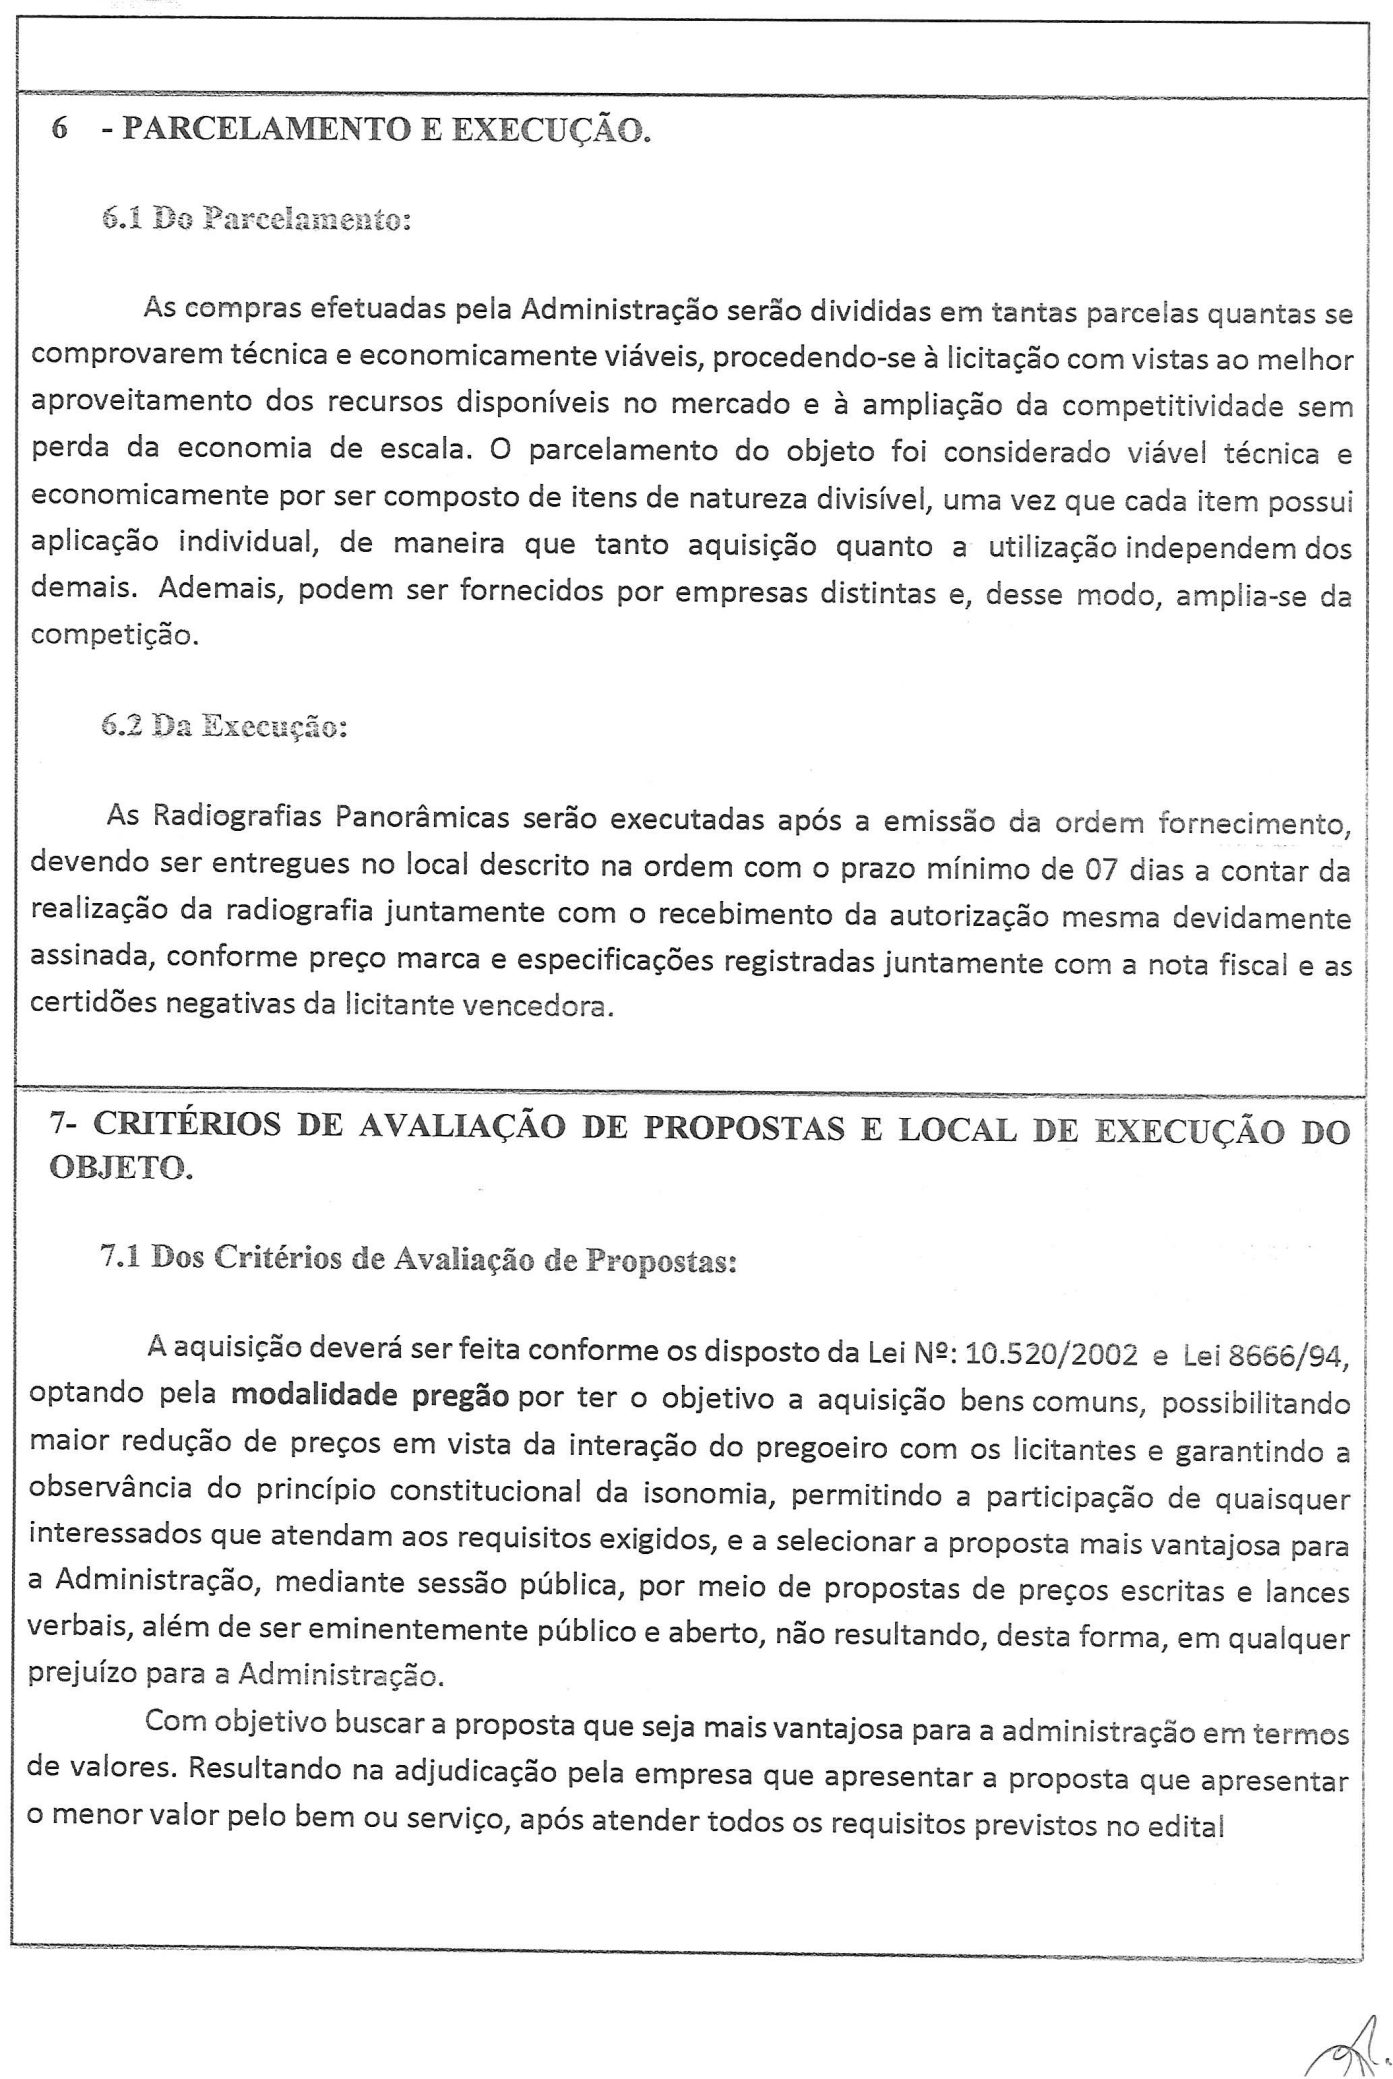 6 - PARCELAMENTO E EXECUÇÃO.
6.1 Do Parcelamento:
As compras efetuadas pela Administração serão divididas em tantas parcelas quantas se
comprovarem técnica e economicamente viáveis, procedendo-se à licitação com vistas ao melhor
aproveitamento dos recursos disponíveis no mercado e à ampliação da competitividade sem
perda da economia de escala. O parcelamento do objeto foi considerado viável técnica e
economicamente por ser composto de itens de natureza divisível, uma vez que cada item possui
aplicação individual, de maneira que tanto aquisição quanto a utilização independem dos
demais. Ademais, podem ser fornecidos por empresas distintas e, desse modo, amplia-se da
competição.
6.2 Da Execução:
As Radiografias Panorâmicas serão executadas após a emissão da ordem fornecimento,
devendo ser entregues no local descrito na ordem com o prazo mínimo de 07 dias a contar da
realização da radiografia juntamente com o recebimento da autorização mesma devidamente
assinada, conforme preço marca e especificações registradas juntamente com a nota fiscal e as
certidões negativas da licitante vencedora.
7- CRITÉRIOS DE AVALIAÇÃO DE PROPOSTAS E LOCAL DE EXECUÇÃO DO
OBJETO.
7.1 Dos Critérios de Avaliação de Propostas:
A aquisição deverá ser feita conforme os disposto da Lei Nº: 10.520/2002 e Lei 8666/94,
optando pela modalidade pregão por ter o objetivo a aquisição bens comuns, possibilitando
maior redução de preços em vista da interação do pregoeiro com os licitantes e garantindo a
observância do princípio constitucional da isonomia, permitindo a participação de quaisquer
interessados que atendam aos requisitos exigidos, e a selecionar a proposta mais vantajosa para
a Administração, mediante sessão pública, por meio de propostas de preços escritas e lances
verbais, além de ser eminentemente público e aberto, não resultando, desta forma, em qualquer
prejuízo para a Administração.
Com objetivo buscar a proposta que seja mais vantajosa para a administração em termos
de valores. Resultando na adjudicação pela empresa que apresentar a proposta que apresentar
o menor valor pelo bem ou serviço, após atender todos os requisitos previstos no edital